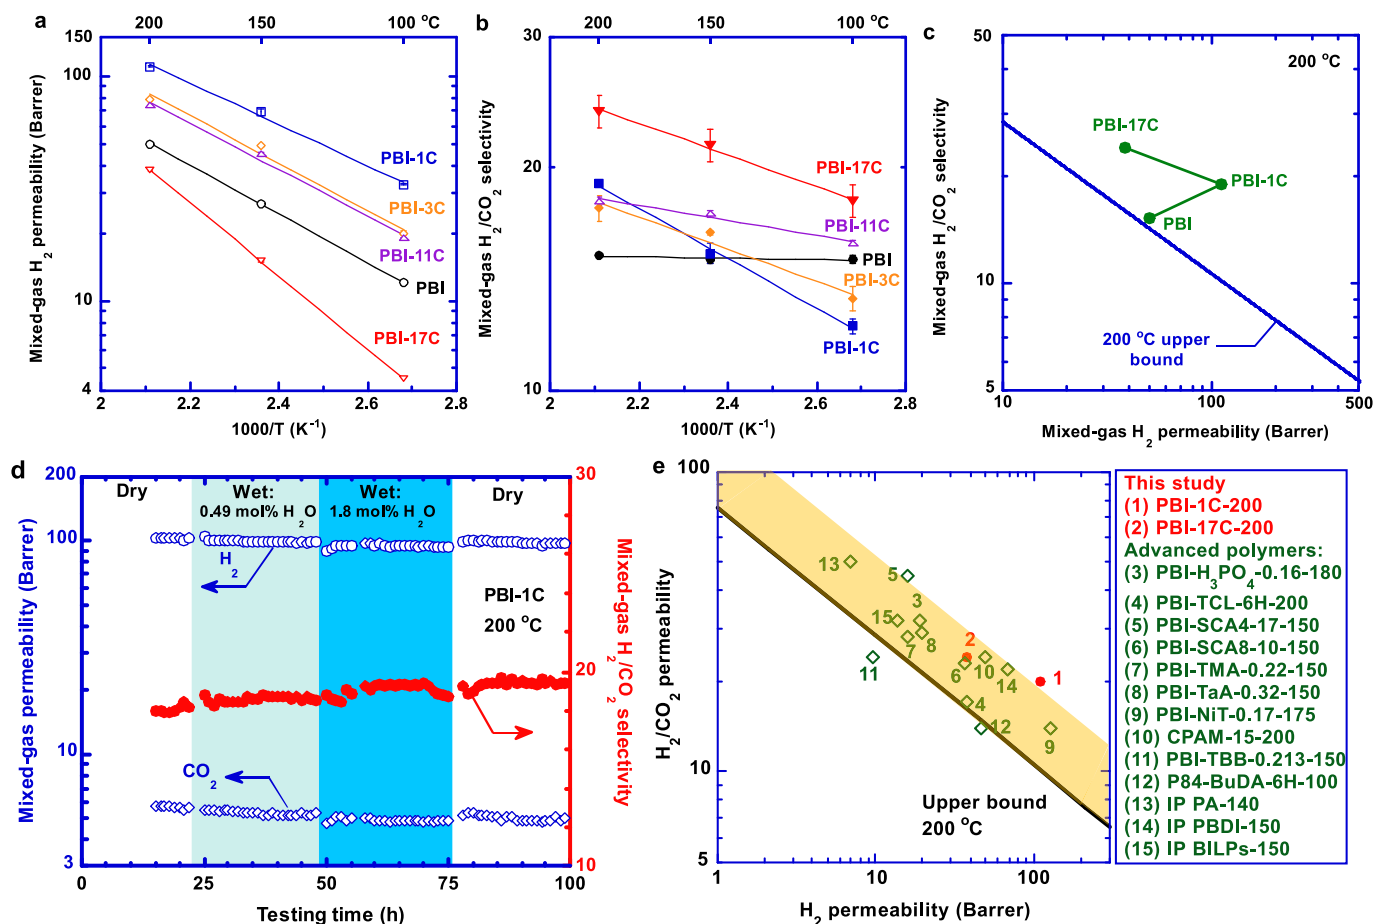 a
200
150
100 °C
150
100
10
4
Mixed-gas H2 permeability (Barrer)
PBI-1C
PBI-3C
PBI-11C
PBI
PBI-17C
2
2.2
2.4
2.6
2.8
1000/T (K-1)
b
200
150
100 °C
30
20
10
Mixed-gas H2/CO2 selectivity
PBI-17C
PBI-11C
PBI
PBI-3C
PBI-1C
2
2.2
2.4
2.6
2.8
1000/T (K-1)
c
50
10
5
Mixed-gas H2/CO2 selectivity
200 °C
PBI-17C
PBI-1C
PBI
200 °C upper
bound
10
100
500
Mixed-gas H2 permeability (Barrer)
d
200
100
10
3
Mixed-gas permeability (Barrer)
Dry
Wet:
0.49 mol% H2O
Wet:
1.8 mol% H2O
Dry
H2
PBI-1C
200 °C
CO2
30
20
10
Mixed-gas H2/CO2 selectivity
0
25
50
75
100
Testing time (h)
e
100
10
5
H2/CO2 permeability
13
5
3
15
2
8
7
11
6
10
14
1
4
12
9
Upper bound
200 °C
1
10
100
H2 permeability (Barrer)
This study
(1) PBI-1C-200
(2) PBI-17C-200
Advanced polymers:
(3) PBI-H3PO4-0.16-180
(4) PBI-TCL-6H-200
(5) PBI-SCA4-17-150
(6) PBI-SCA8-10-150
(7) PBI-TMA-0.22-150
(8) PBI-TaA-0.32-150
(9) PBI-NiT-0.17-175
(10) CPAM-15-200
(11) PBI-TBB-0.213-150
(12) P84-BuDA-6H-100
(13) IP PA-140
(14) IP PBDI-150
(15) IP BILPs-150